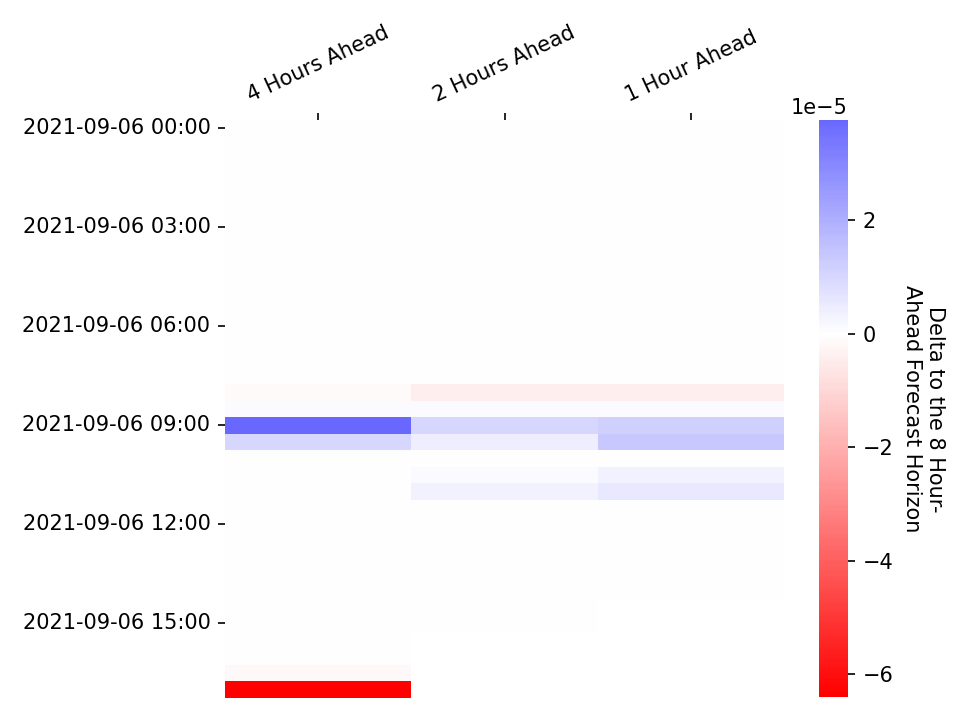 4 Hours Ahead
2 Hours Ahead
1 Hour Ahead
1e−5
2021-09-06 00:00
2021-09-06 03:00
2021-09-06 06:00
2021-09-06 09:00
2021-09-06 12:00
2021-09-06 15:00
2
0
−2
−4
−6
Delta to the 8 Hour-
Ahead Forecast Horizon